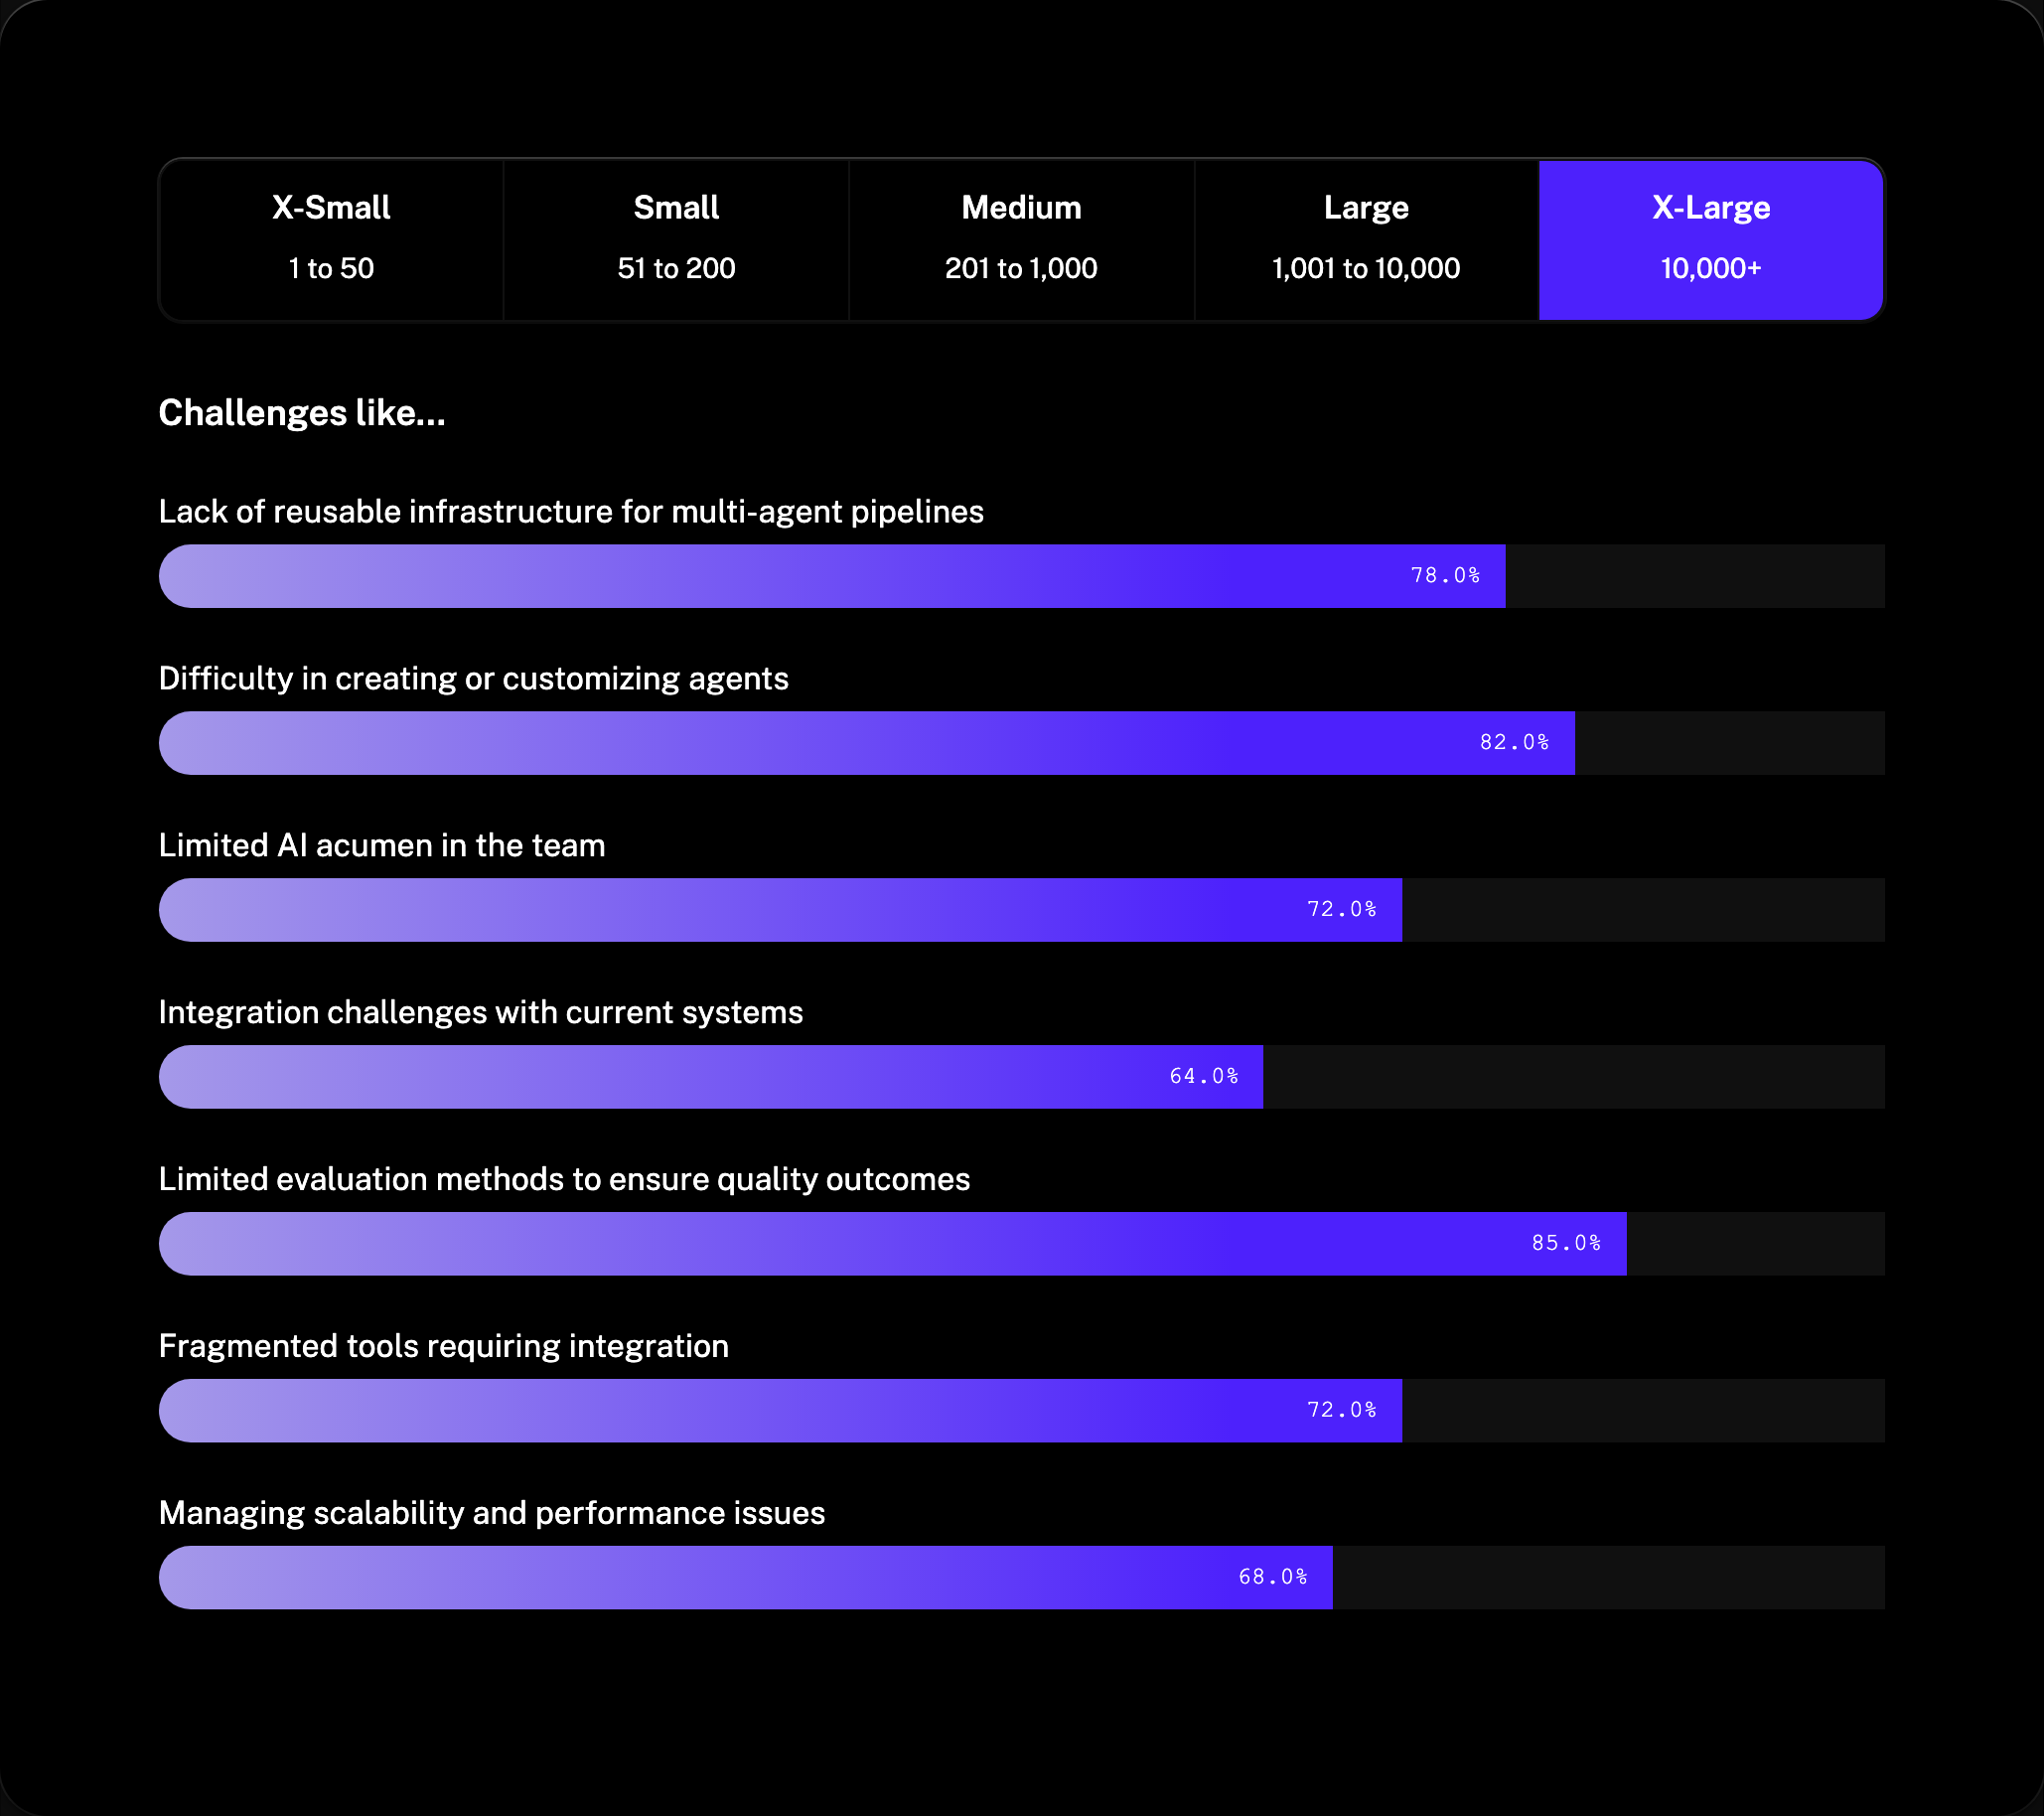 X-Small
1 to 50
Small
51 to 200
Medium
201 to 1,000
Large
1,001 to 10,000
X-Large
10,000+
Challenges like...
Lack of reusable infrastructure for multi-agent pipelines
78.0%
Difficulty in creating or customizing agents
82.0%
Limited AI acumen in the team
72.0%
Integration challenges with current systems
64.0%
Limited evaluation methods to ensure quality outcomes
85.0%
Fragmented tools requiring integration
72.0%
Managing scalability and performance issues
68.0%